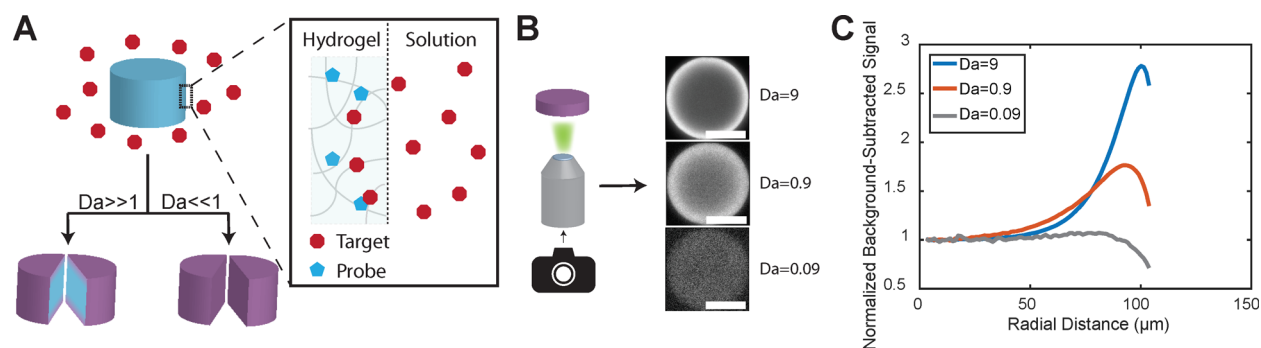 A
Hydrogel
Solution
Da>>1
Da<<1
Target
Probe
B
Da=9
Da=0.9
Da=0.09
C
Normalized Background-Subtracted Signal
3
2.5
2
1.5
1
0.5
Da=9
Da=0.9
Da=0.09
0
50
100
150
Radial Distance (µm)